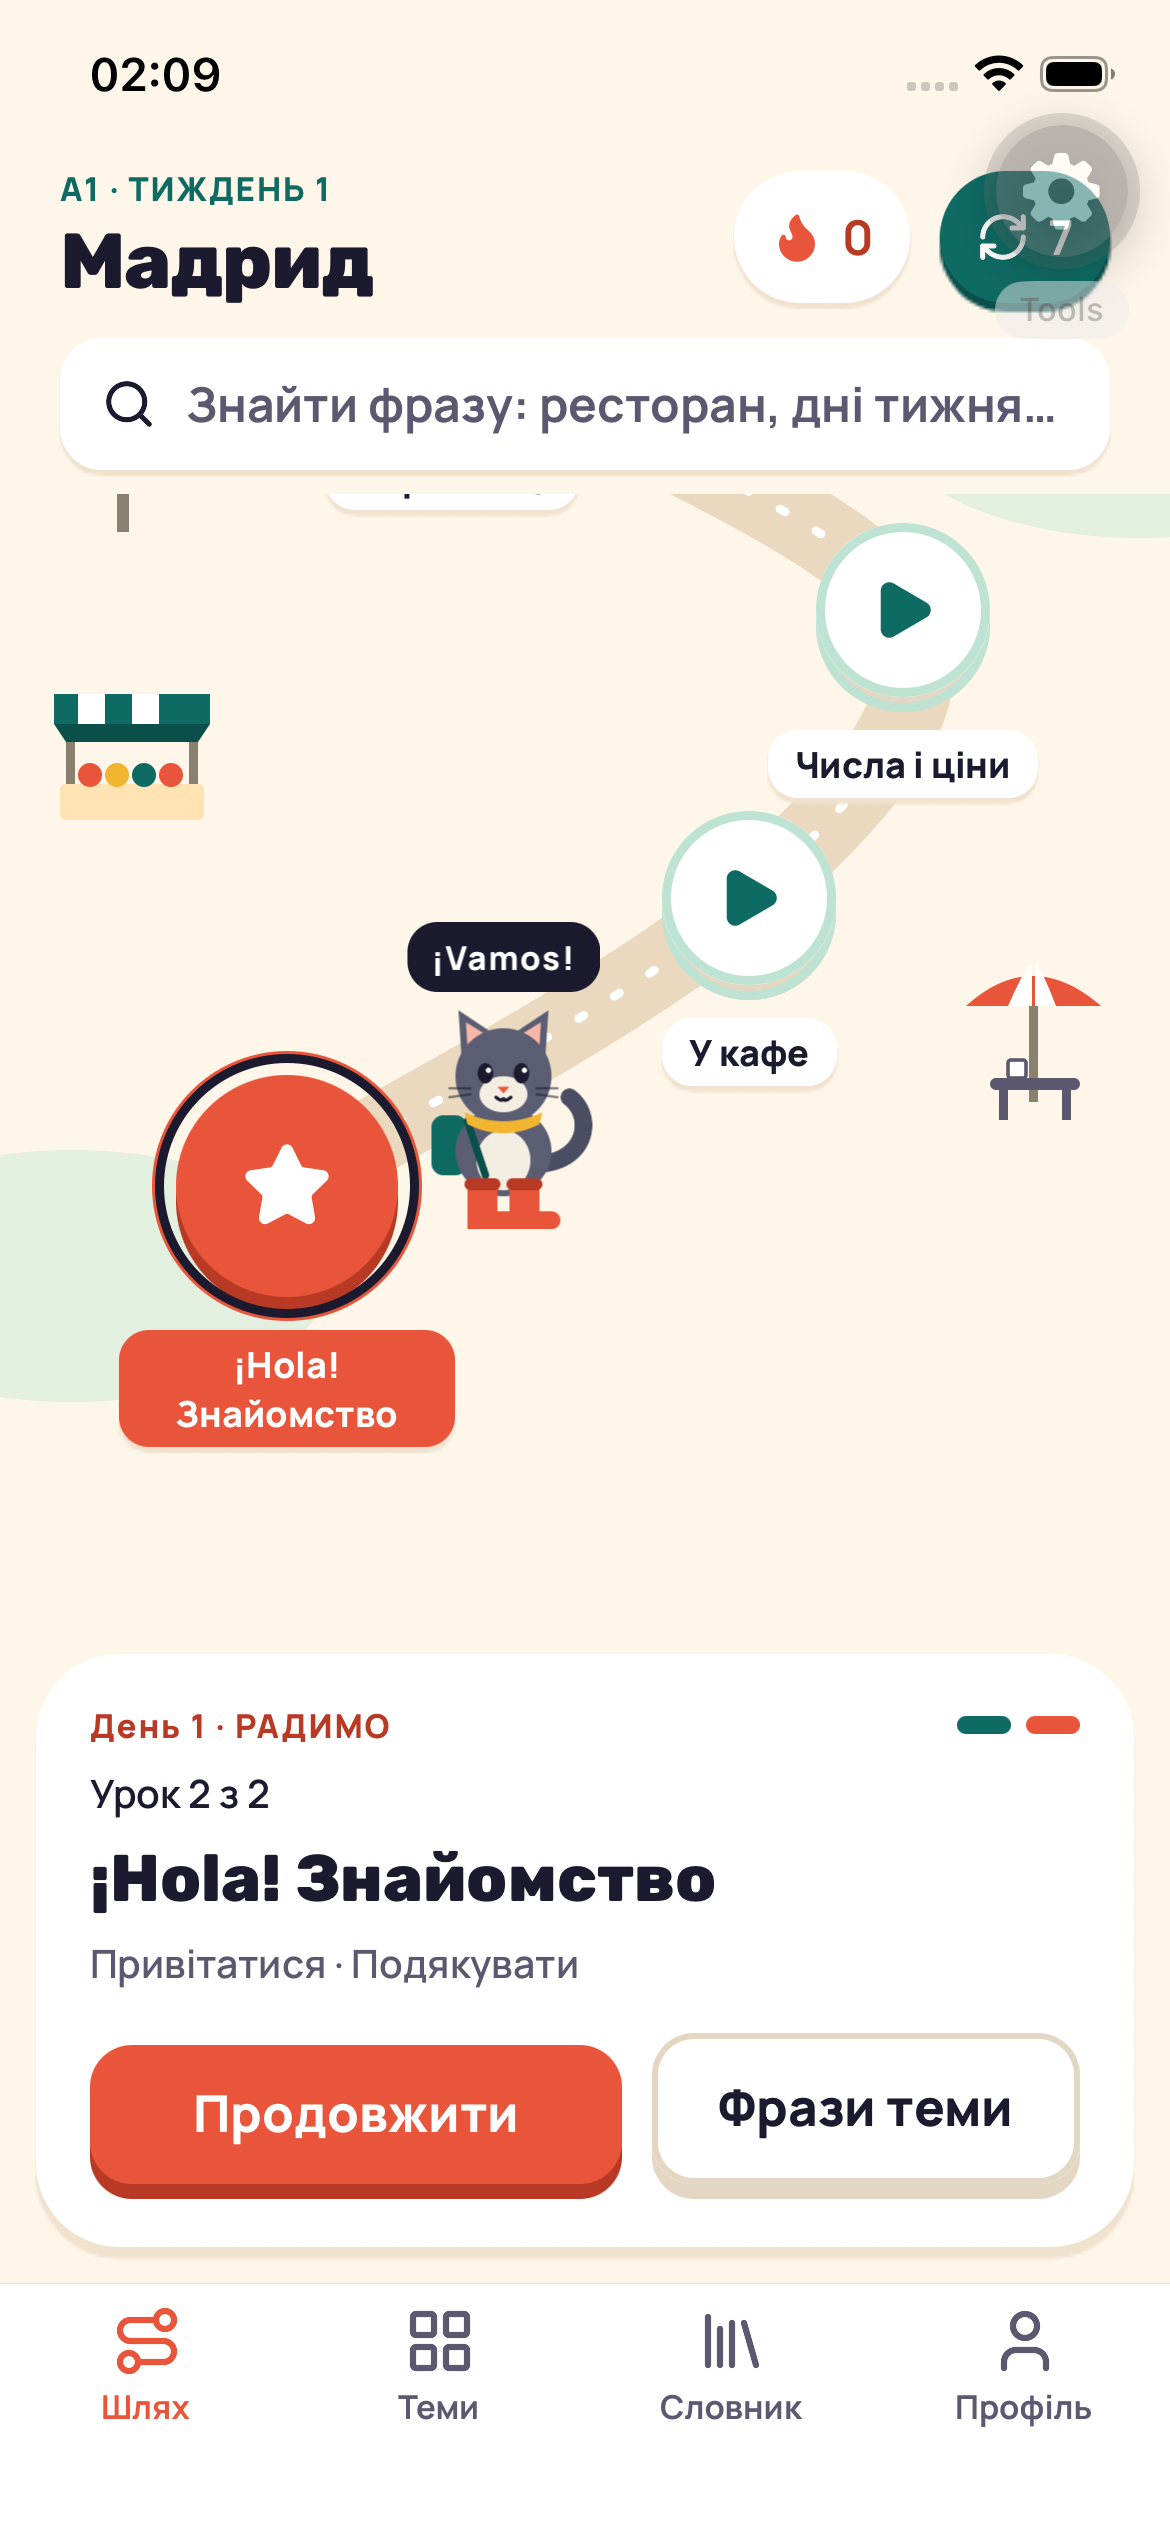 02:09
А1 · ТИЖДЕНЬ 1
Мадрид
0
7
Tools
Знайти фразу: ресторан, дні тижня...
Числа і ціни
¡Vamos!
У кафе
¡Hola!
Знайомство
День 1 · РАДИМО
Урок 2 з 2
¡Hola! Знайомство
Привітатися · Подякувати
Продовжити
Фрази теми
Шлях
Теми
Словник
Профіль